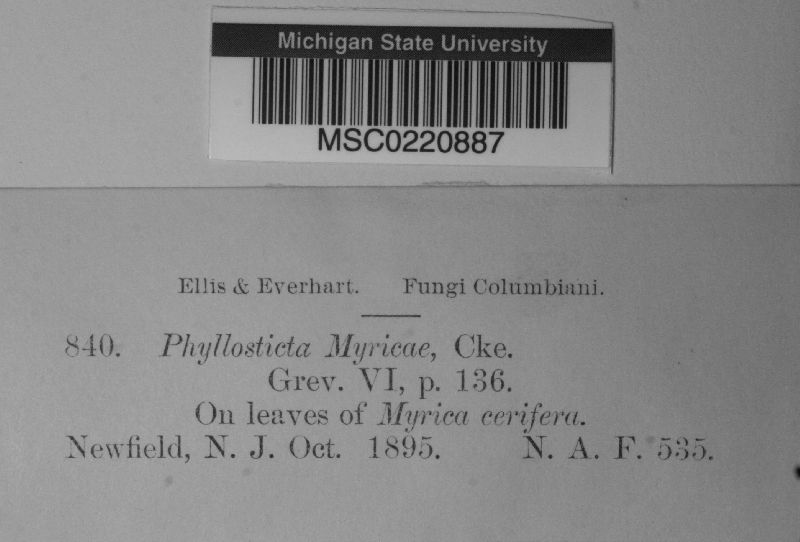 Michigan State University
MSC0220887
Ellis & Everhart. Fungi Columbiani.
840. Phyllosticta Myricae, Cke.
Grev. VI, p. 136.
On leaves of Myrica cerifera.
Newfield, N. J. Oct. 1895. N. A. F. 535.